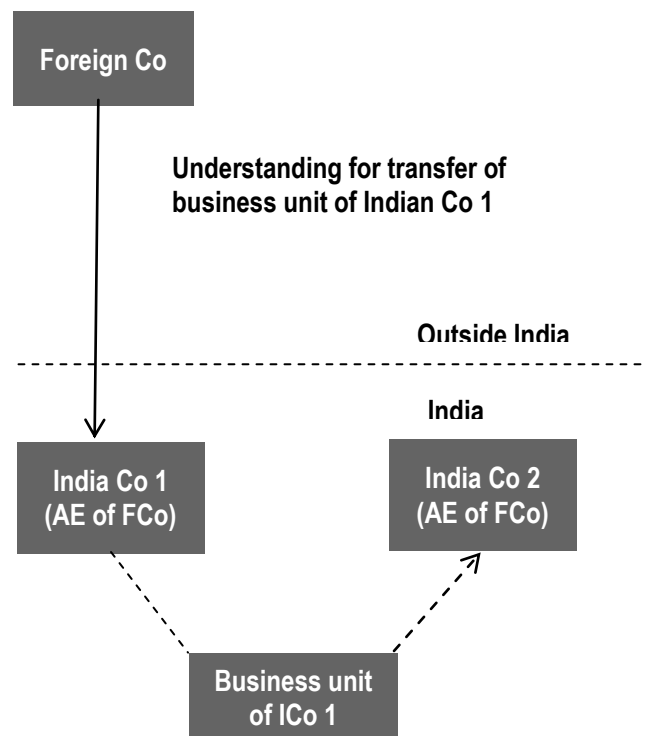 Foreign Co
Understanding for transfer of
business unit of Indian Co 1
Outside India
India
India Co 1
(AE of FCo)
India Co 2
(AE of FCo)
Business unit
of ICo 1